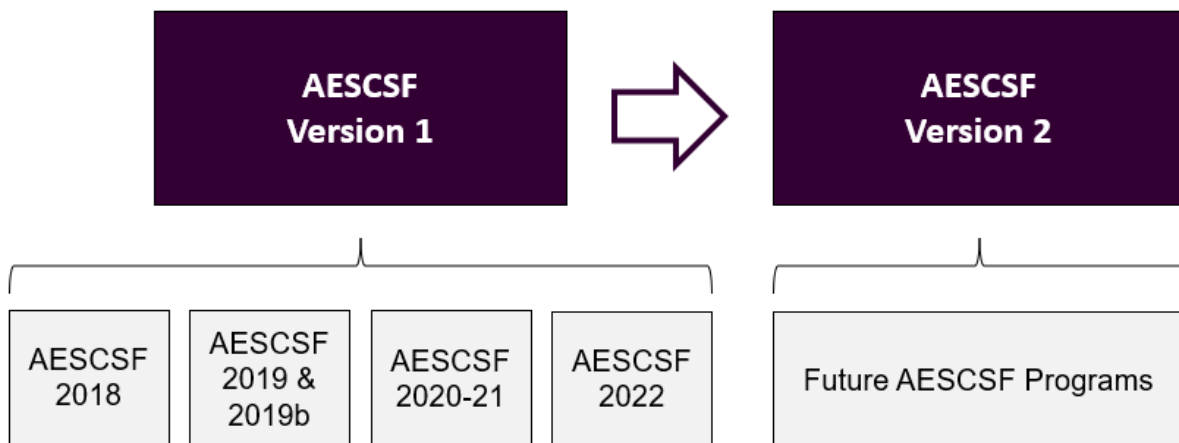 AESCSF
Version 1
AESCSF
Version 2
AESCSF
2018
AESCSF
2019 &
2019b
AESCSF
2020-21
AESCSF
2022
Future AESCSF Programs